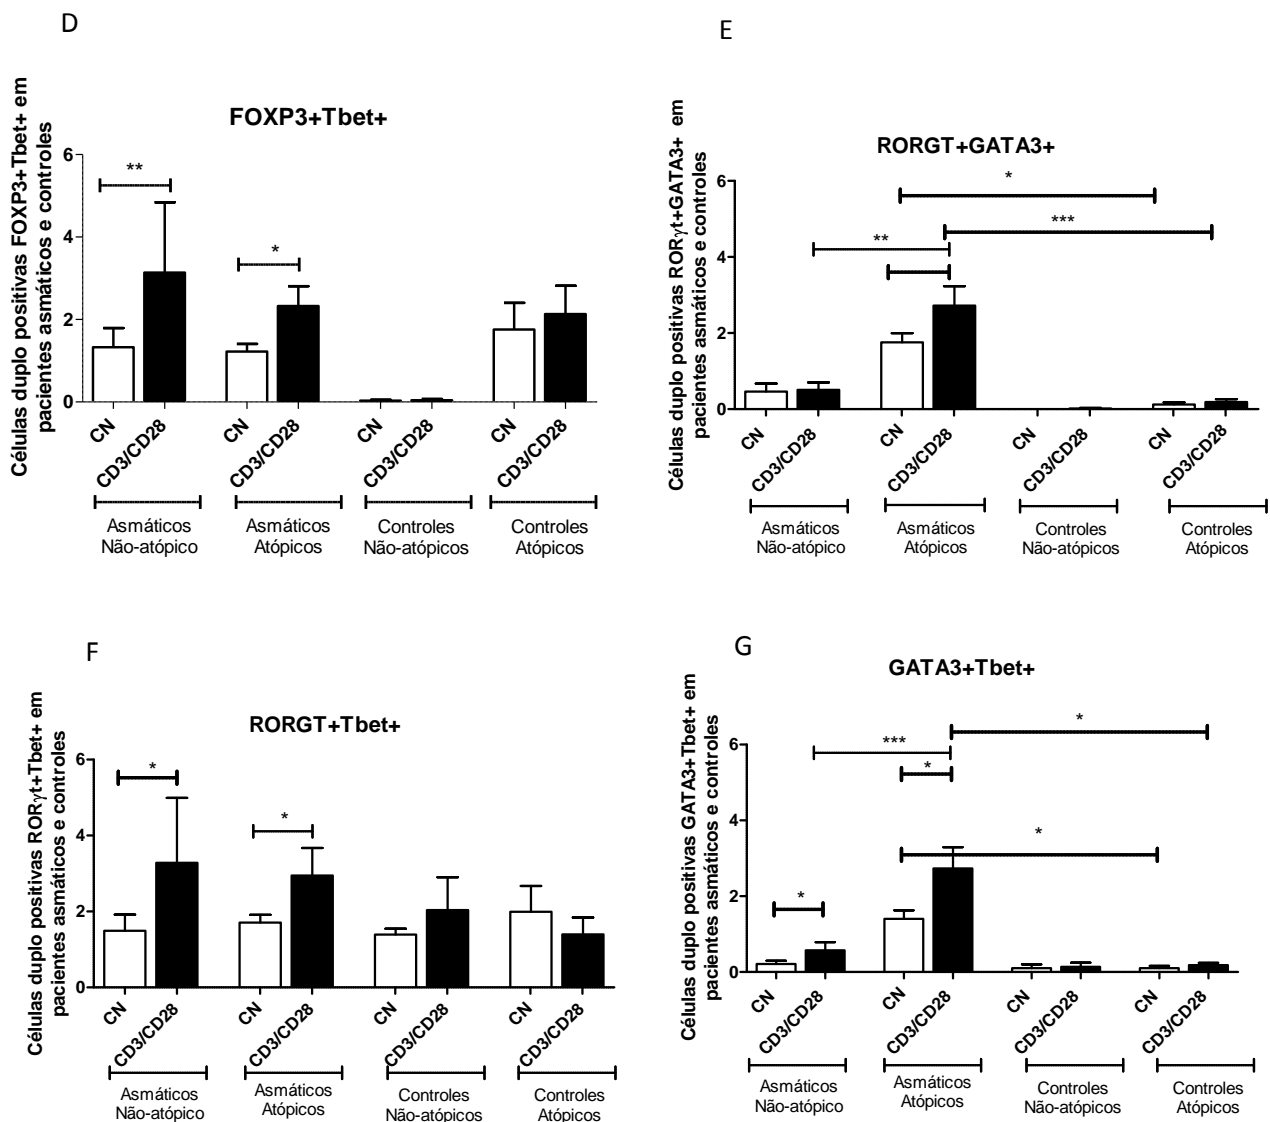 D
FOXP3+Tbet+
Células duplo positivas FOXP3+Tbet+ em
pacientes asmáticos e controles
6
4
2
0
**
*
CN
CD3/CD28
CN
CD3/CD28
CN
CD3/CD28
CN
CD3/CD28
Asmáticos
Não-atópico
Asmáticos
Atópicos
Controles
Não-atópicos
Controles
Atópicos
E
RORGT+GATA3+
Células duplo positivas RORγt+GATA3+ em
pacientes asmáticos e controles
6
4
2
0
*
***
**
CN
CD3/CD28
CN
CD3/CD28
CN
CD3/CD28
CN
CD3/CD28
Asmáticos
Não-atópico
Asmáticos
Atópicos
Controles
Não-atópicos
Controles
Atópicos
F
RORGT+Tbet+
Células duplo positivas RORγt+Tbet+ em
pacientes asmáticos e controles
6
4
2
0
*
*
CN
CD3/CD28
CN
CD3/CD28
CN
CD3/CD28
CN
CD3/CD28
Asmáticos
Não-atópico
Asmáticos
Atópicos
Controles
Não-atópicos
Controles
Atópicos
G
GATA3+Tbet+
Células duplo positivas GATA3+Tbet+ em
pacientes asmáticos e controles
6
4
2
0
*
***
*
*
*
CN
CD3/CD28
CN
CD3/CD28
CN
CD3/CD28
CN
CD3/CD28
Asmáticos
Não-atópico
Asmáticos
Atópicos
Controles
Não-atópicos
Controles
Atópicos